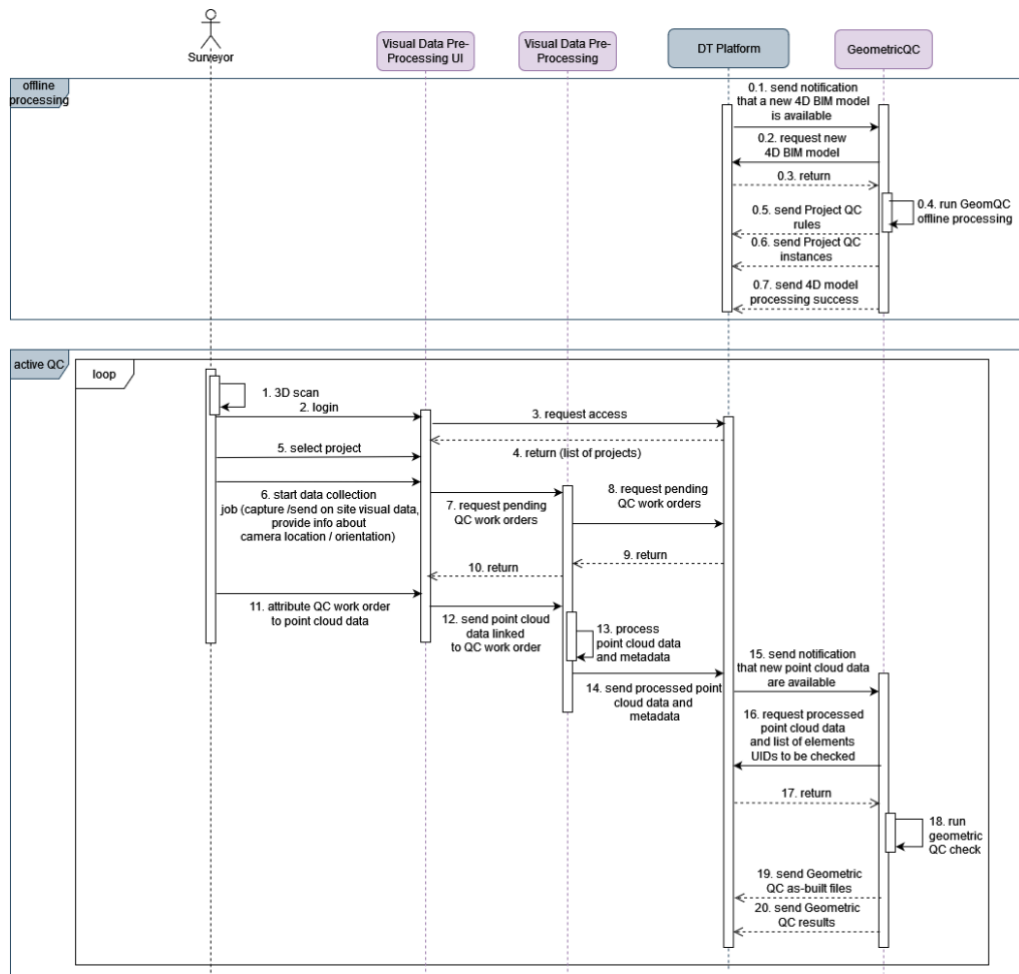 Surveyor
Visual Data Pre-
Processing UI
Visual Data Pre-
Processing
DT Platform
GeometricQC
offline
processing
0.1. send notification
that a new 4D BIM model
is available
0.2. request new
4D BIM model
0.3. return
0.4. run GeomQC
offline processing
0.5. send Project QC
rules
0.6. send Project QC
instances
0.7. send 4D model
processing success
active QC
loop
1. 3D scan
2. login
3. request access
4. return (list of projects)
5. select project
6. start data collection
job (capture /send on site visual data,
provide info about
camera location / orientation)
7. request pending
QC work orders
8. request pending
QC work orders
9. return
10. return
11. attribute QC work order
to point cloud data
12. send point cloud
data linked
to QC work order
13. process
point cloud data
and metadata
14. send processed point
cloud data and
metadata
15. send notification
that new point cloud data
are available
16. request processed
point cloud data
and list of elements
UIDs to be checked
17. return
18. run
geometric
QC check
19. send Geometric
QC as-built files
20. send Geometric
QC results